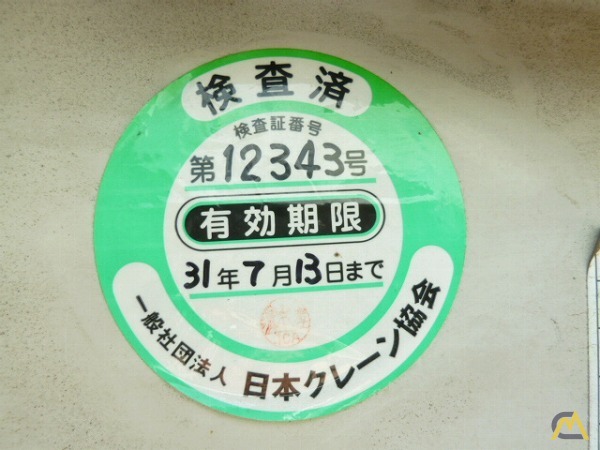 検査済
検査証番号
第12343号
有効期限
31年7月13日まで
一般社団法人 日本クレーン協会